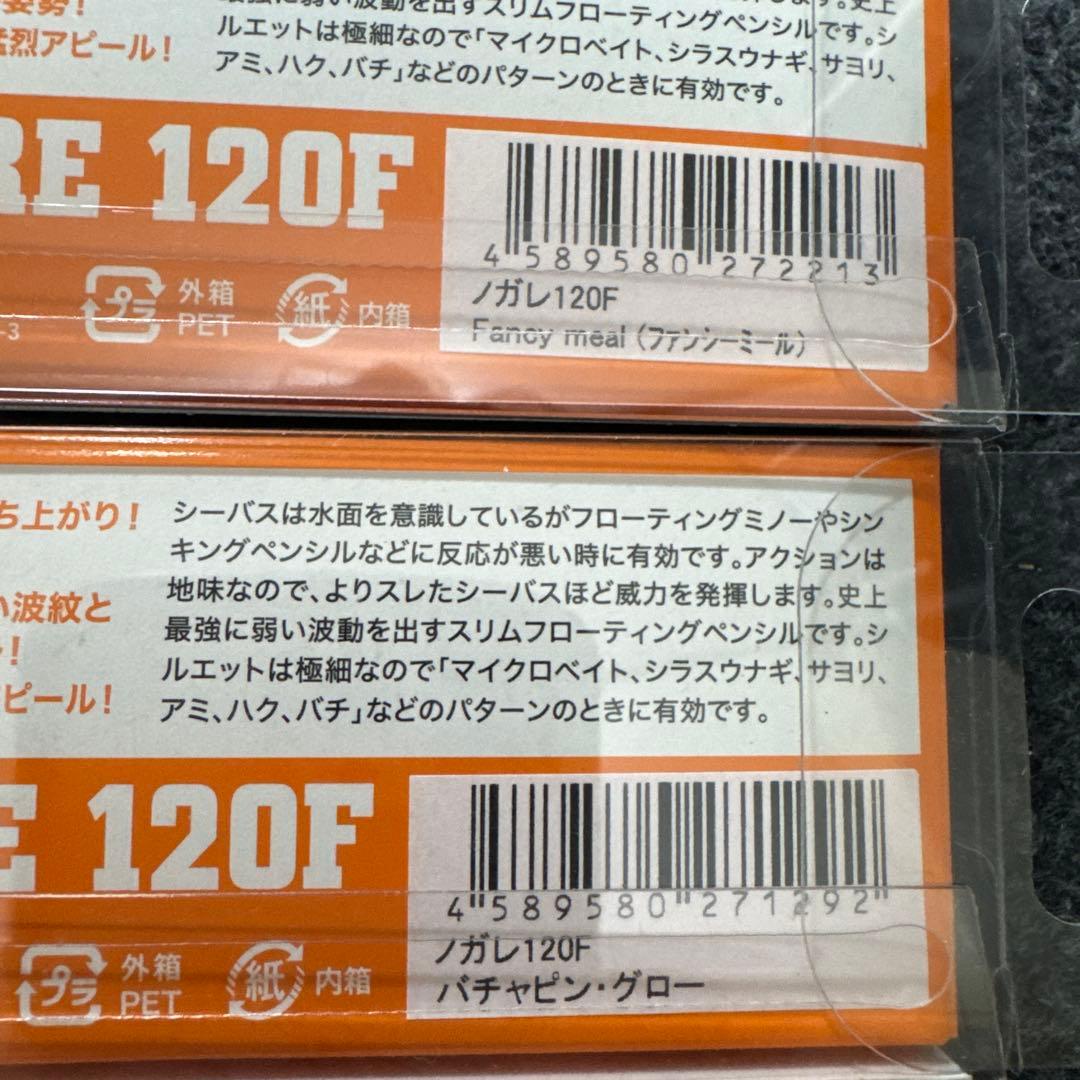 姿勢！
猛烈アピール！
最強に弱い波動を出すスリムフローティングペンシルです。シ
ルエットは極細なので「マイクロベイト、シラスウナギ、サヨリ、
アミ、ハク、バチ」などのパターンのときに有効です。
RE 120F
4 589580 272213
ノガレ120F
Fancy meal（ファンシーミール）
プラ
外箱
PET
紙
内箱
-3
ち上がり！
い波紋と
ピール！
シーバスは水面を意識しているがフローティングミノーやシン
キングペンシルなどに反応が悪い時に有効です。アクションは
地味なので、よりスレたシーバスほど威力を発揮します。史上
最強に弱い波動を出すスリムフローティングペンシルです。シ
ルエットは極細なので「マイクロベイト、シラスウナギ、サヨリ、
アミ、ハク、バチ」などのパターンのときに有効です。
E 120F
4 589580 271292
ノガレ120F
バチャピン・グロー
プラ
外箱
PET
紙
内箱